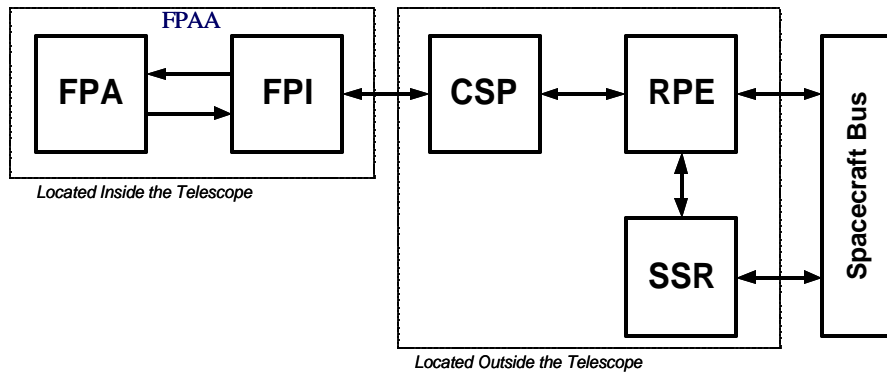 FPAA
FPA
FPI
CSP
RPE
Spacecraft Bus
Located Inside the Telescope
SSR
Located Outside the Telescope